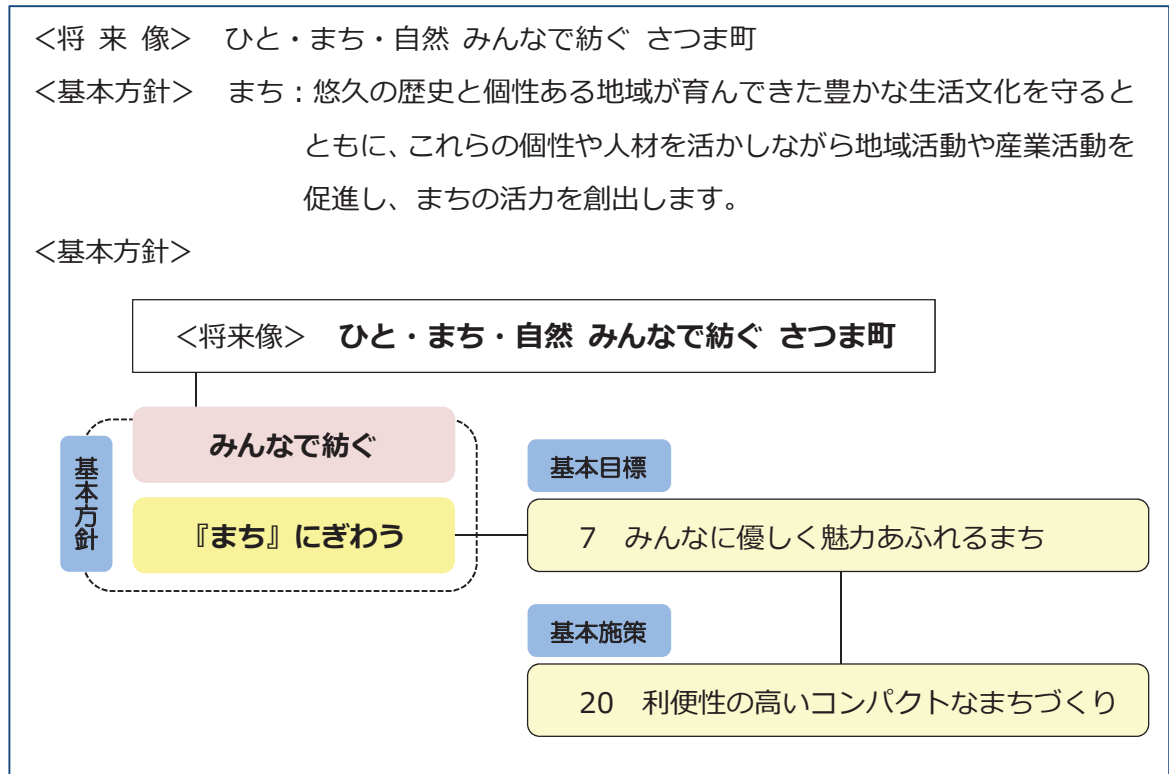 ＜将 来 像＞　ひと・まち・自然 みんなで紡ぐ さつま町
＜基本方針＞　まち：悠久の歴史と個性ある地域が育んできた豊かな生活文化を守ると
ともに、これらの個性や人材を活かしながら地域活動や産業活動を
促進し、まちの活力を創出します。
＜基本方針＞
＜将来像＞　ひと・まち・自然 みんなで紡ぐ さつま町
基本方針
みんなで紡ぐ
『まち』にぎわう
基本目標
7　みんなに優しく魅力あふれるまち
基本施策
20　利便性の高いコンパクトなまちづくり